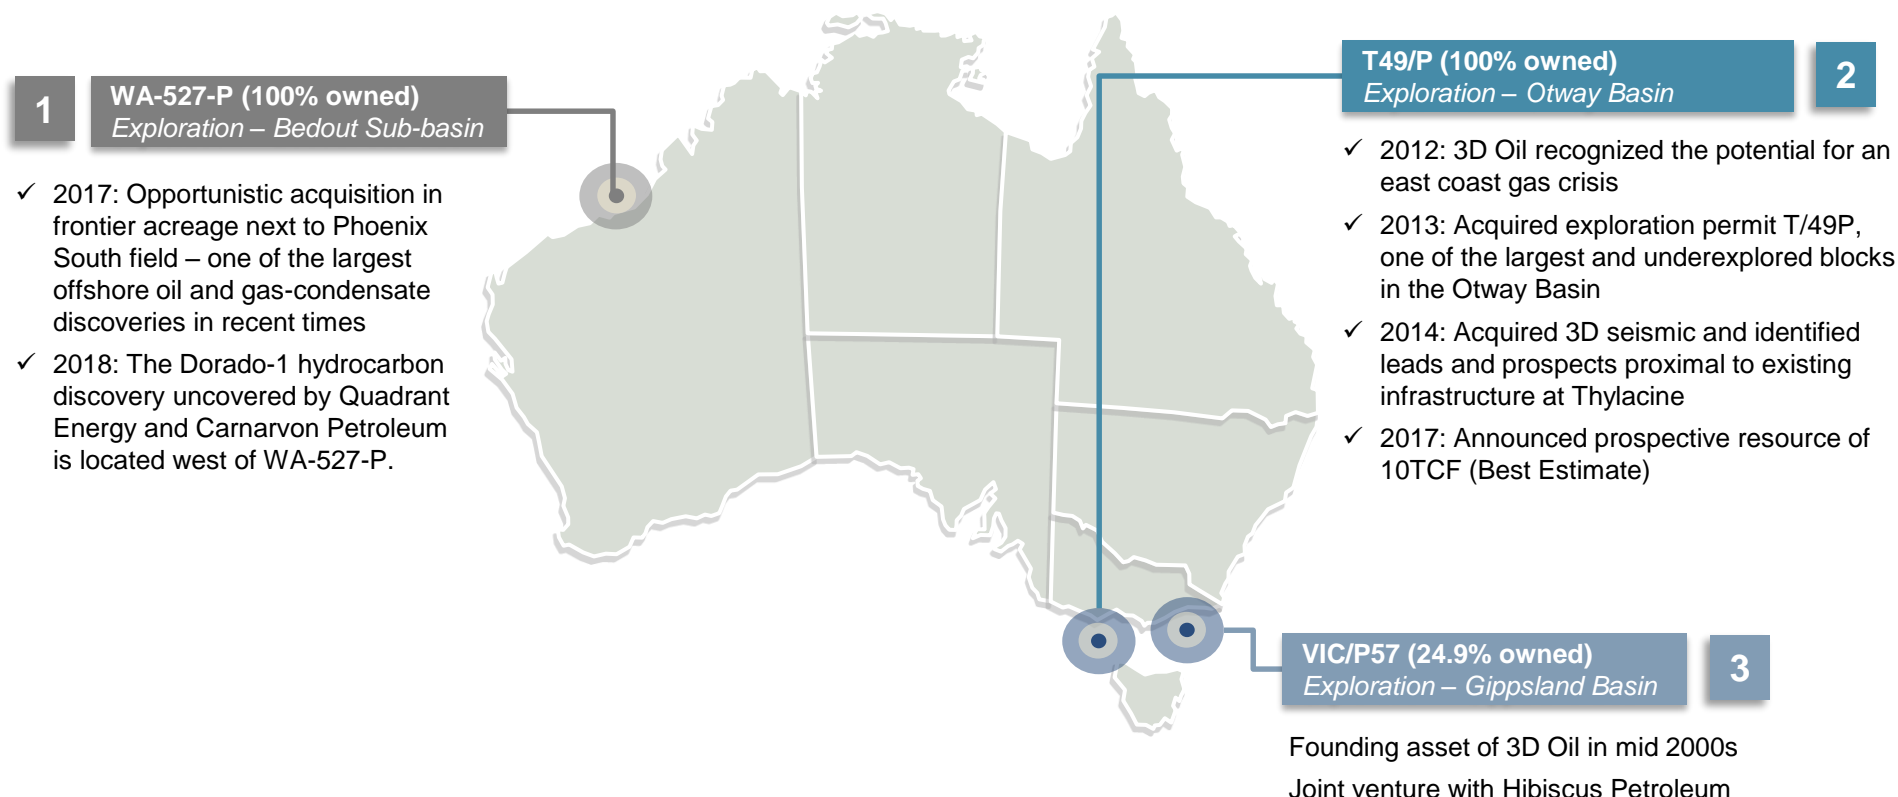 1
WA-527-P (100% owned)
Exploration – Bedout Sub-basin
✓ 2017: Opportunistic acquisition in
frontier acreage next to Phoenix
South field – one of the largest
offshore oil and gas-condensate
discoveries in recent times
✓ 2018: The Dorado-1 hydrocarbon
discovery uncovered by Quadrant
Energy and Carnarvon Petroleum
is located west of WA-527-P.
T49/P (100% owned)
Exploration – Otway Basin
2
✓ 2012: 3D Oil recognized the potential for an
east coast gas crisis
✓ 2013: Acquired exploration permit T/49P,
one of the largest and underexplored blocks
in the Otway Basin
✓ 2014: Acquired 3D seismic and identified
leads and prospects proximal to existing
infrastructure at Thylacine
✓ 2017: Announced prospective resource of
10TCF (Best Estimate)
VIC/P57 (24.9% owned)
Exploration – Gippsland Basin
3
Founding asset of 3D Oil in mid 2000s
Joint venture with Hibiscus Petroleum